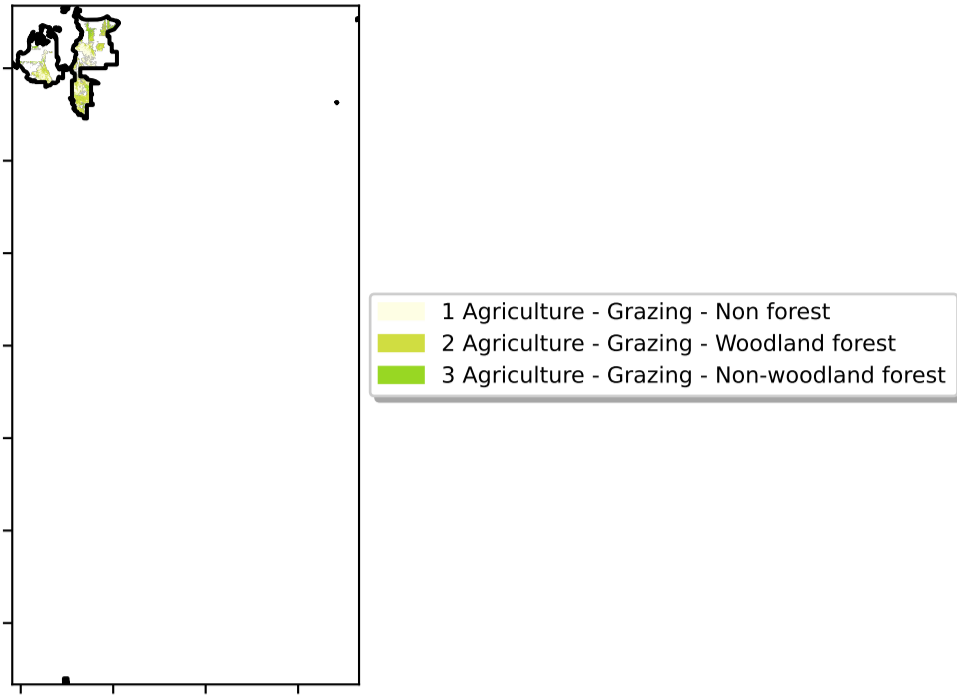 1 Agriculture - Grazing - Non forest
2 Agriculture - Grazing - Woodland forest
3 Agriculture - Grazing - Non-woodland forest